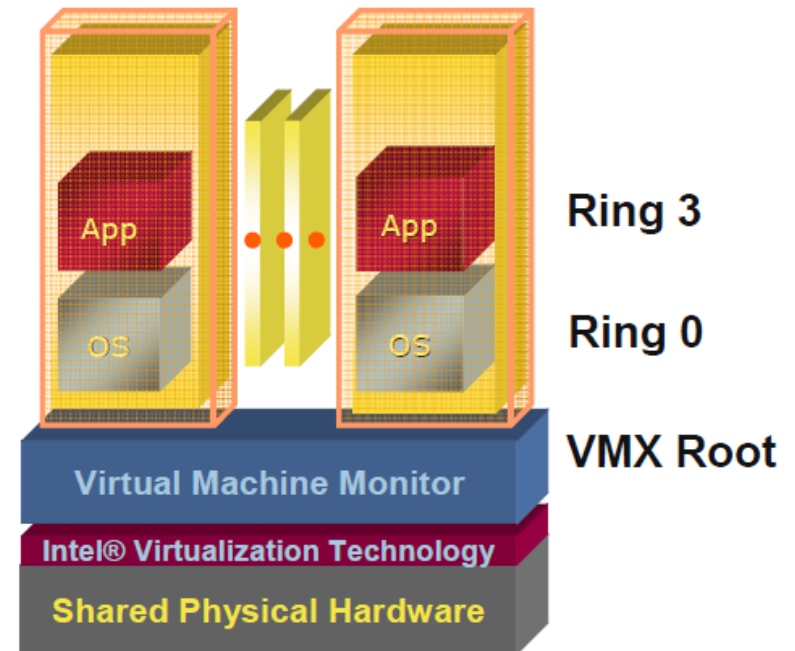 App
App
Ring 3
OS
OS
Ring 0
Virtual Machine Monitor
VMX Root
Intel® Virtualization Technology
Shared Physical Hardware